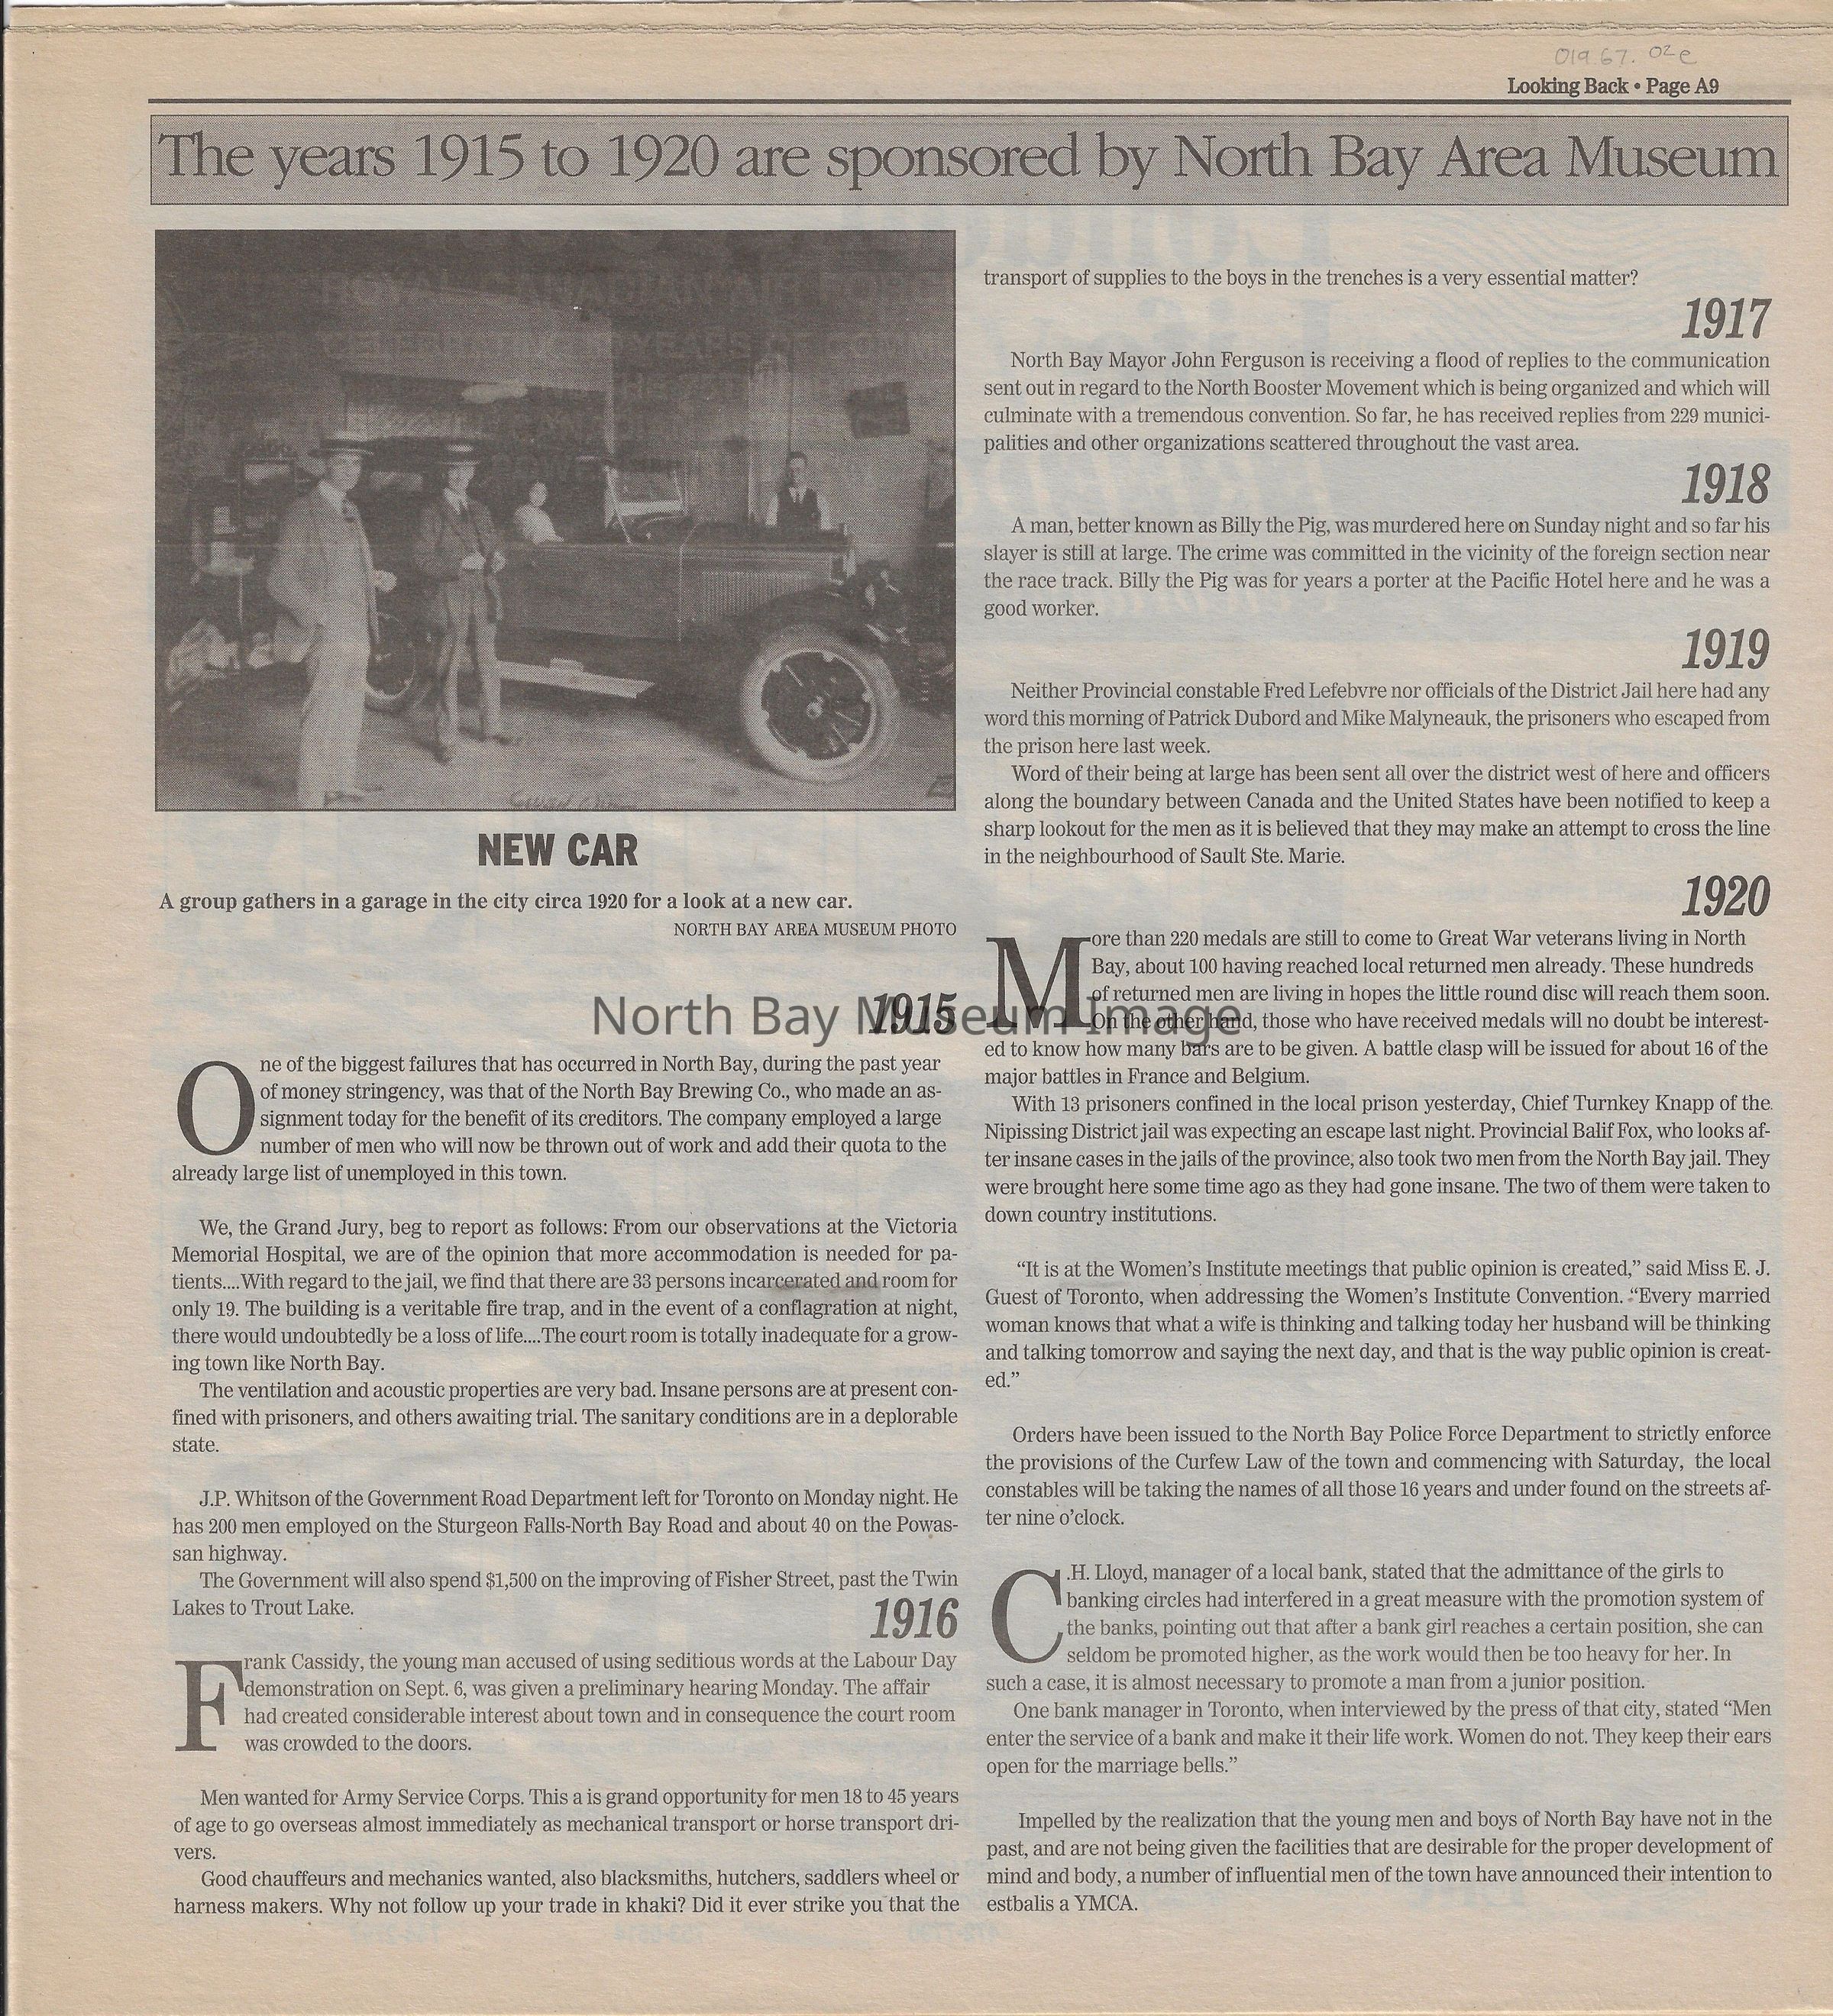 019.67. 02e
Looking Back • Page A9
The years 1915 to 1920 are sponsored by North Bay Area Museum
NEW CAR
A group gathers in a garage in the city circa 1920 for a look at a new car.
NORTH BAY AREA MUSEUM PHOTO
North Bay Museum Image
1915
One of the biggest failures that has occurred in North Bay, during the past year
of money stringency, was that of the North Bay Brewing Co., who made an as-
signment today for the benefit of its creditors. The company employed a large
number of men who will now be thrown out of work and add their quota to the
already large list of unemployed in this town.
We, the Grand Jury, beg to report as follows: From our observations at the Victoria
Memorial Hospital, we are of the opinion that more accommodation is needed for pa-
tients....With regard to the jail, we find that there are 33 persons incarcerated and room for
only 19. The building is a veritable fire trap, and in the event of a conflagration at night,
there would undoubtedly be a loss of life....The court room is totally inadequate for a grow-
ing town like North Bay.
The ventilation and acoustic properties are very bad. Insane persons are at present con-
fined with prisoners, and others awaiting trial. The sanitary conditions are in a deplorable
state.
J.P. Whitson of the Government Road Department left for Toronto on Monday night. He
has 200 men employed on the Sturgeon Falls-North Bay Road and about 40 on the Powas-
san highway.
The Government will also spend $1,500 on the improving of Fisher Street, past the Twin
Lakes to Trout Lake.
1916
Frank Cassidy, the young man accused of using seditious words at the Labour Day
demonstration on Sept. 6, was given a preliminary hearing Monday. The affair
had created considerable interest about town and in consequence the court room
was crowded to the doors.
Men wanted for Army Service Corps. This a is grand opportunity for men 18 to 45 years
of age to go overseas almost immediately as mechanical transport or horse transport dri-
vers.
Good chauffeurs and mechanics wanted, also blacksmiths, hutchers, saddlers wheel or
harness makers. Why not follow up your trade in khaki? Did it ever strike you that the
transport of supplies to the boys in the trenches is a very essential matter?
1917
North Bay Mayor John Ferguson is receiving a flood of replies to the communication
sent out in regard to the North Booster Movement which is being organized and which will
culminate with a tremendous convention. So far, he has received replies from 229 munici-
palities and other organizations scattered throughout the vast area.
1918
A man, better known as Billy the Pig, was murdered here on Sunday night and so far his
slayer is still at large. The crime was committed in the vicinity of the foreign section near
the race track. Billy the Pig was for years a porter at the Pacific Hotel here and he was a
good worker.
1919
Neither Provincial constable Fred Lefebvre nor officials of the District Jail here had any
word this morning of Patrick Dubord and Mike Malyneauk, the prisoners who escaped from
the prison here last week.
Word of their being at large has been sent all over the district west of here and officers
along the boundary between Canada and the United States have been notified to keep a
sharp lookout for the men as it is believed that they may make an attempt to cross the line
in the neighbourhood of Sault Ste. Marie.
1920
More than 220 medals are still to come to Great War veterans living in North
Bay, about 100 having reached local returned men already. These hundreds
of returned men are living in hopes the little round disc will reach them soon.
On the other hand, those who have received medals will no doubt be interest-
ed to know how many bars are to be given. A battle clasp will be issued for about 16 of the
major battles in France and Belgium.
With 13 prisoners confined in the local prison yesterday, Chief Turnkey Knapp of the
Nipissing District jail was expecting an escape last night. Provincial Balif Fox, who looks af-
ter insane cases in the jails of the province, also took two men from the North Bay jail. They
were brought here some time ago as they had gone insane. The two of them were taken to
down country institutions.
“It is at the Women’s Institute meetings that public opinion is created,” said Miss E. J.
Guest of Toronto, when addressing the Women’s Institute Convention. “Every married
woman knows that what a wife is thinking and talking today her husband will be thinking
and talking tomorrow and saying the next day, and that is the way public opinion is creat-
ed.”
Orders have been issued to the North Bay Police Force Department to strictly enforce
the provisions of the Curfew Law of the town and commencing with Saturday, the local
constables will be taking the names of all those 16 years and under found on the streets af-
ter nine o’clock.
C.H. Lloyd, manager of a local bank, stated that the admittance of the girls to
banking circles had interfered in a great measure with the promotion system of
the banks, pointing out that after a bank girl reaches a certain position, she can
seldom be promoted higher, as the work would then be too heavy for her. In
such a case, it is almost necessary to promote a man from a junior position.
One bank manager in Toronto, when interviewed by the press of that city, stated “Men
enter the service of a bank and make it their life work. Women do not. They keep their ears
open for the marriage bells.”
Impelled by the realization that the young men and boys of North Bay have not in the
past, and are not being given the facilities that are desirable for the proper development of
mind and body, a number of influential men of the town have announced their intention to
estbalis a YMCA.